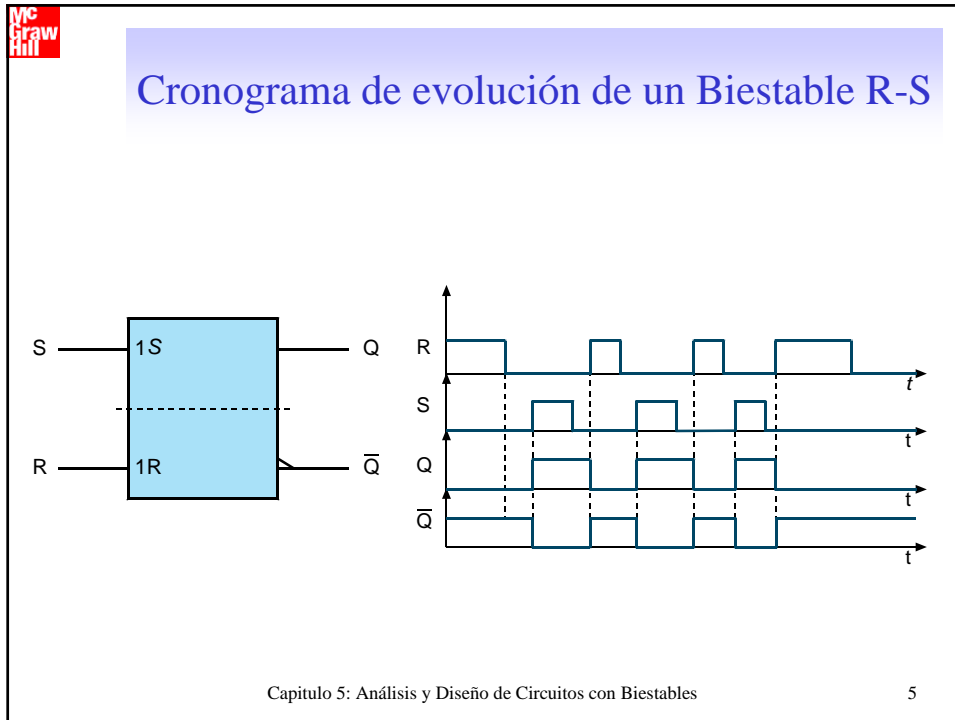 Mc
Graw
Hill
Cronograma de evolución de un Biestable R-S
S 1S Q
R 1R Q̅
R
t
S
t
Q
t
Q̅
t
Capitulo 5: Análisis y Diseño de Circuitos con Biestables 5